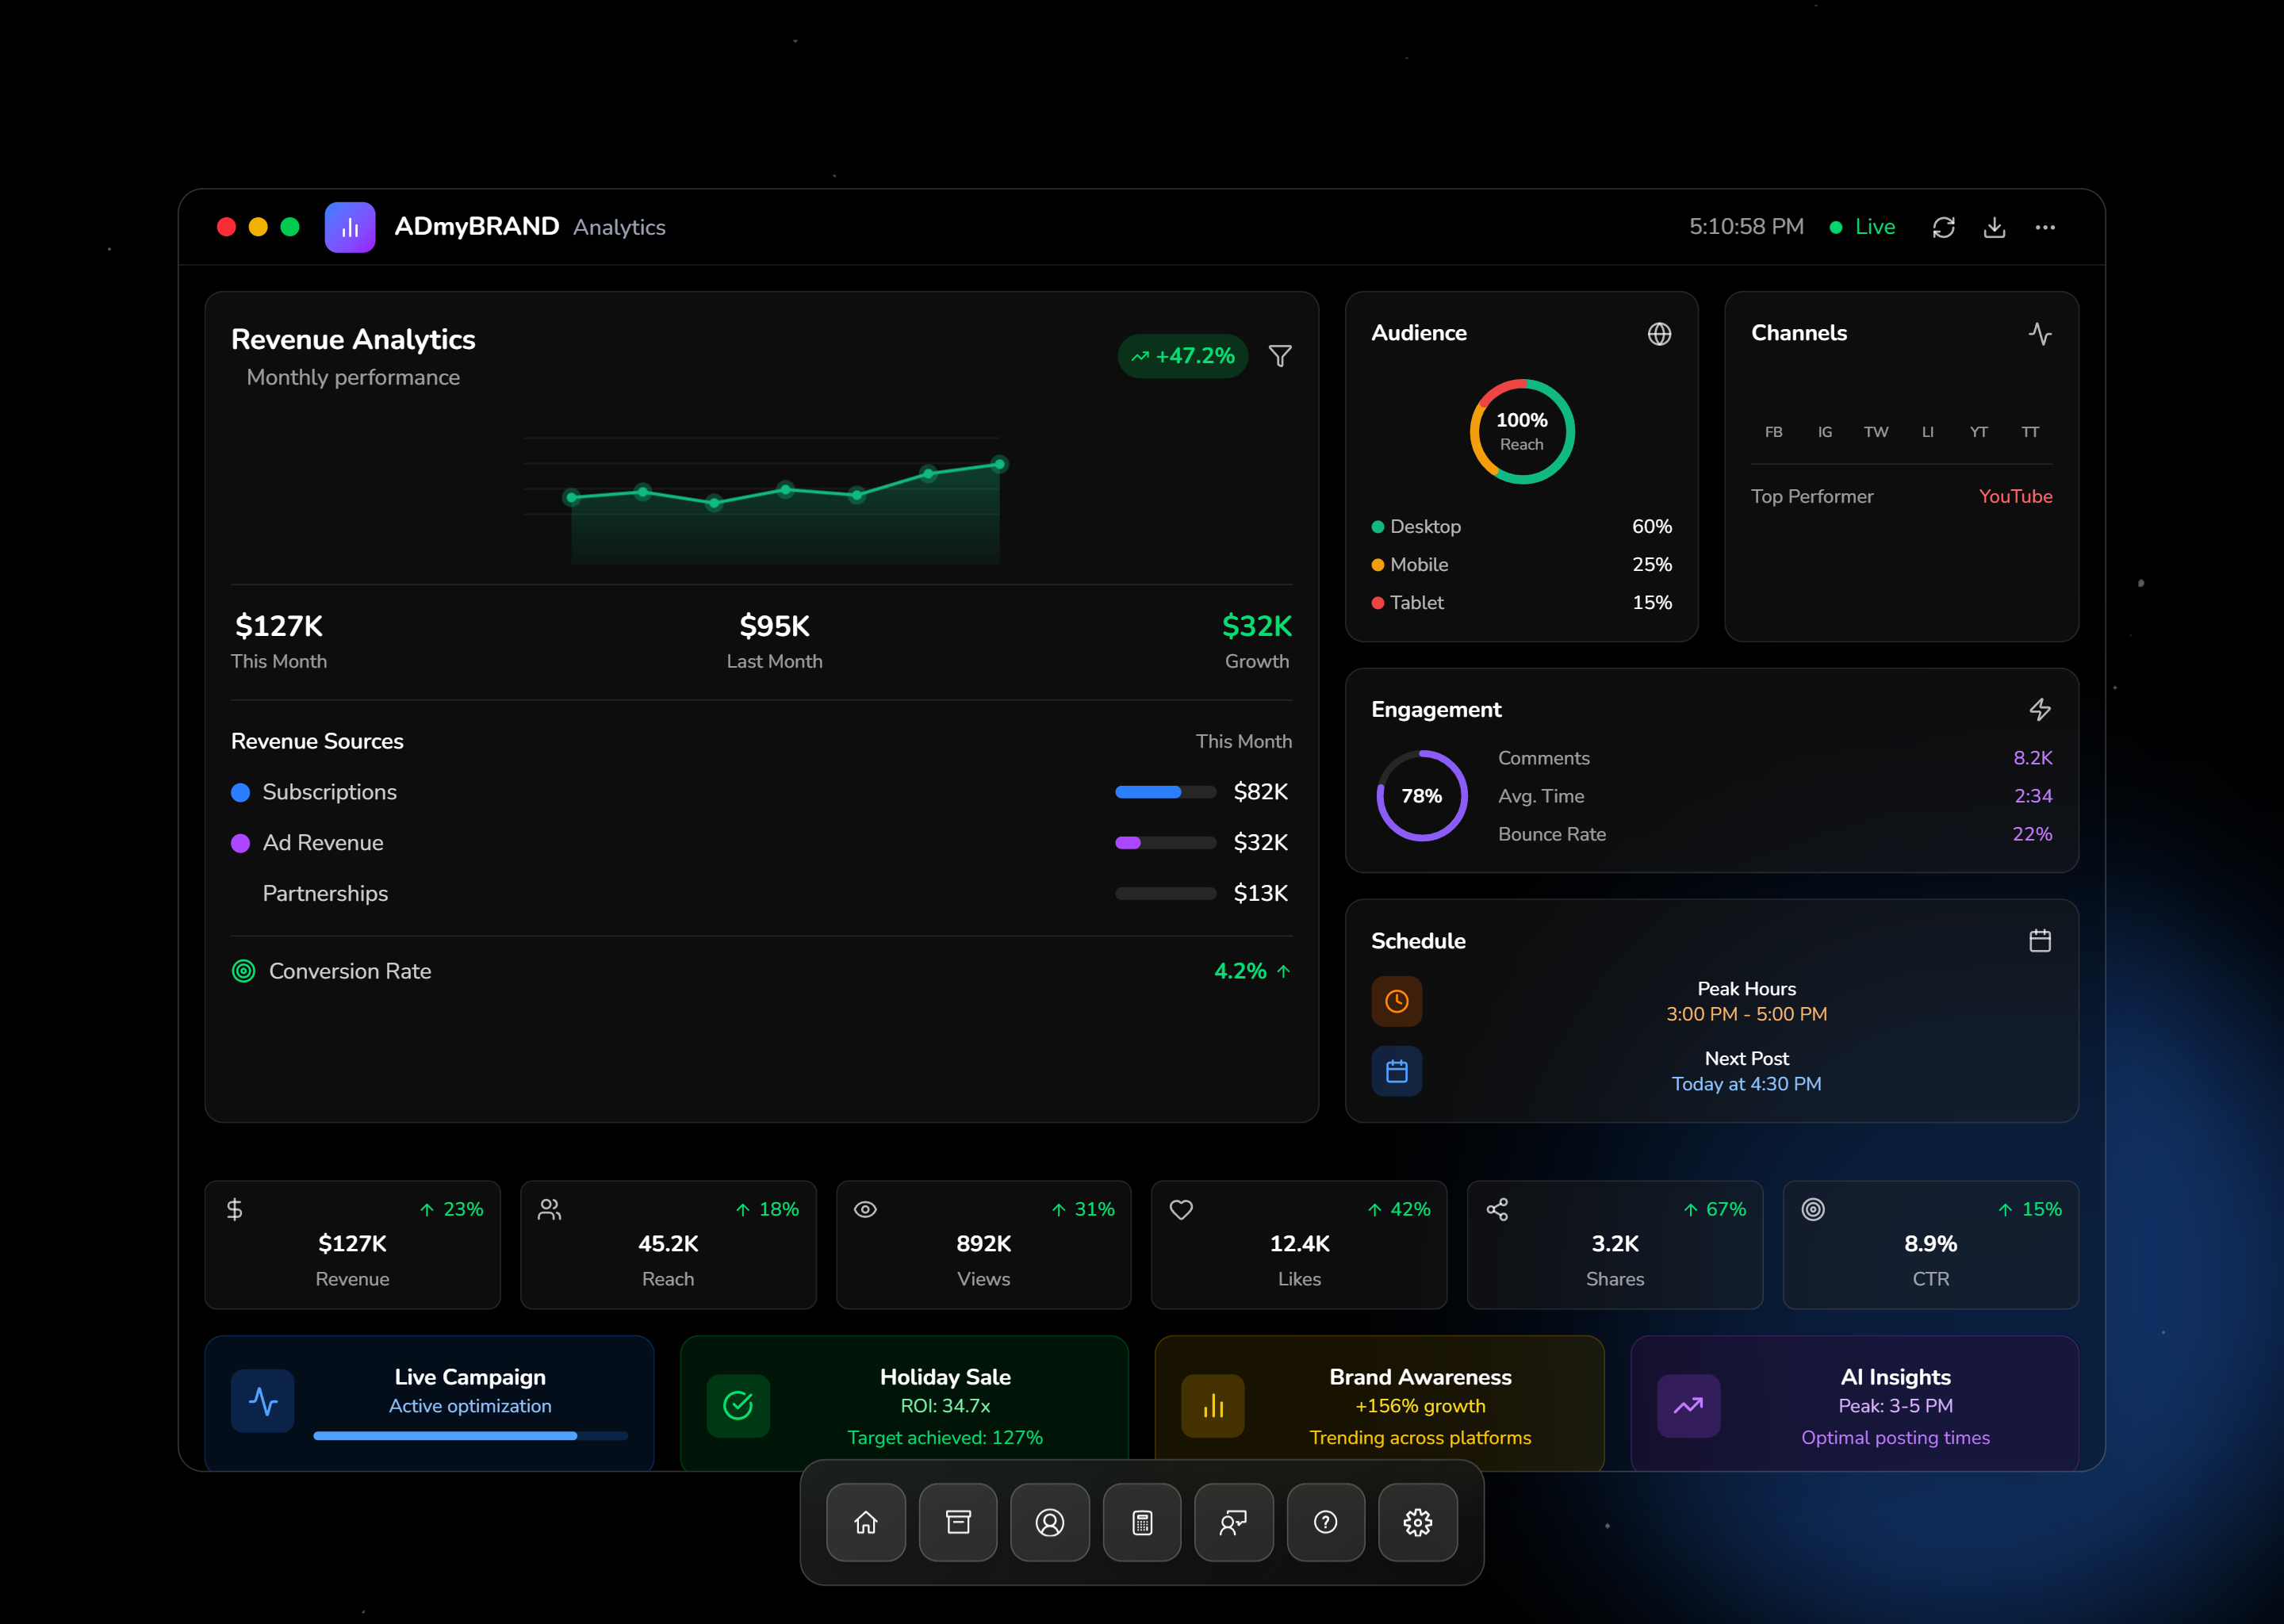 ADmyBRAND Analytics
5:10:58 PM Live
Revenue Analytics
Monthly performance
+47.2%
$127K
This Month
$95K
Last Month
$32K
Growth
Revenue Sources This Month
Subscriptions $82K
Ad Revenue $32K
Partnerships $13K
Conversion Rate 4.2%
Audience
100%
Reach
Desktop 60%
Mobile 25%
Tablet 15%
Channels
FB IG TW LI YT TT
Top Performer YouTube
Engagement
78%
Comments 8.2K
Avg. Time 2:34
Bounce Rate 22%
Schedule
Peak Hours
3:00 PM - 5:00 PM
Next Post
Today at 4:30 PM
23%
$127K
Revenue
18%
45.2K
Reach
31%
892K
Views
42%
12.4K
Likes
67%
3.2K
Shares
15%
8.9%
CTR
Live Campaign
Active optimization
Holiday Sale
ROI: 34.7x
Target achieved: 127%
Brand Awareness
+156% growth
Trending across platforms
AI Insights
Peak: 3-5 PM
Optimal posting times